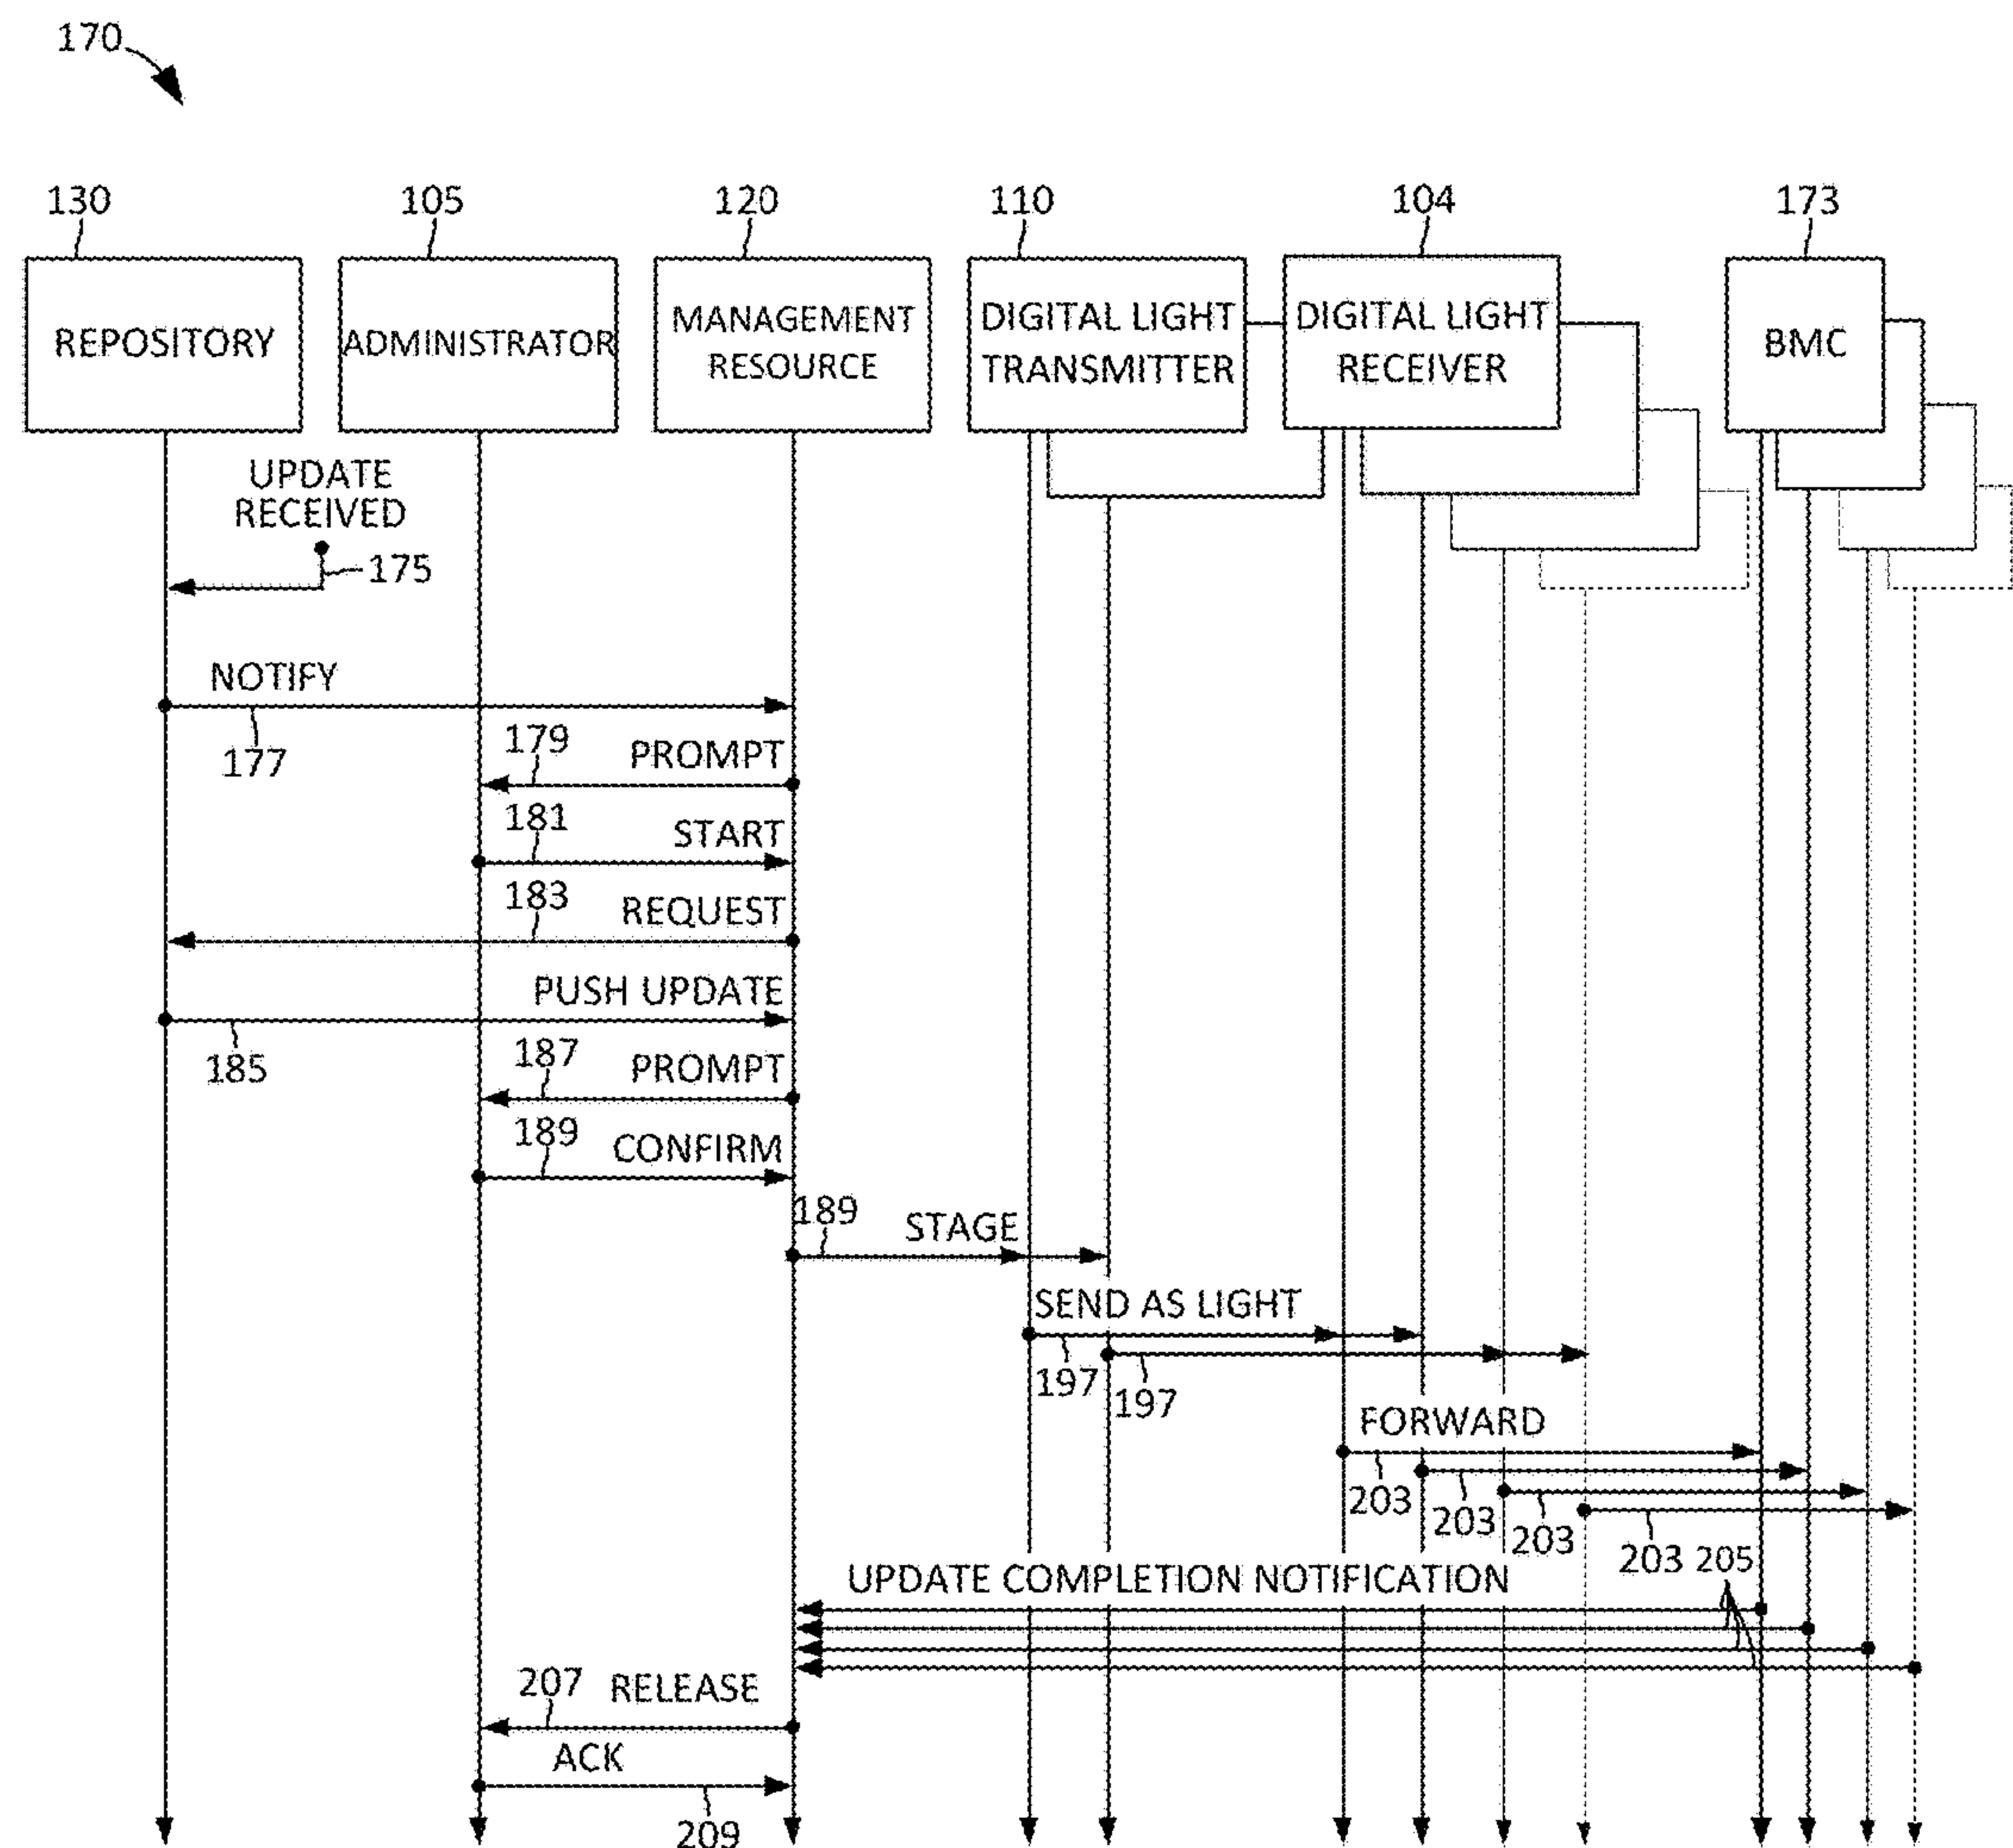 170
130
105
120
110
104
173
REPOSITORY
ADMINISTRATOR
MANAGEMENT
RESOURCE
DIGITAL LIGHT
TRANSMITTER
DIGITAL LIGHT
RECEIVER
BMC
UPDATE
RECEIVED
175
NOTIFY
177
179 PROMPT
181 START
183 REQUEST
PUSH UPDATE
185
187 PROMPT
189 CONFIRM
189 STAGE
SEND AS LIGHT
197
197
FORWARD
203
203
203
203
205
UPDATE COMPLETION NOTIFICATION
207 RELEASE
ACK
209